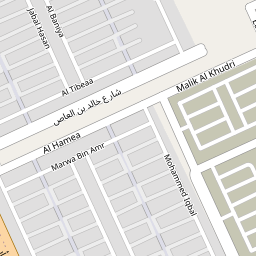 Jabal Hasan
Al Baniya
Al Tibeaa
Malik Al Khudri
شارع خالد بن العاص
Al Hamea
Marwa Bin Amr
Mohammed Iqbal